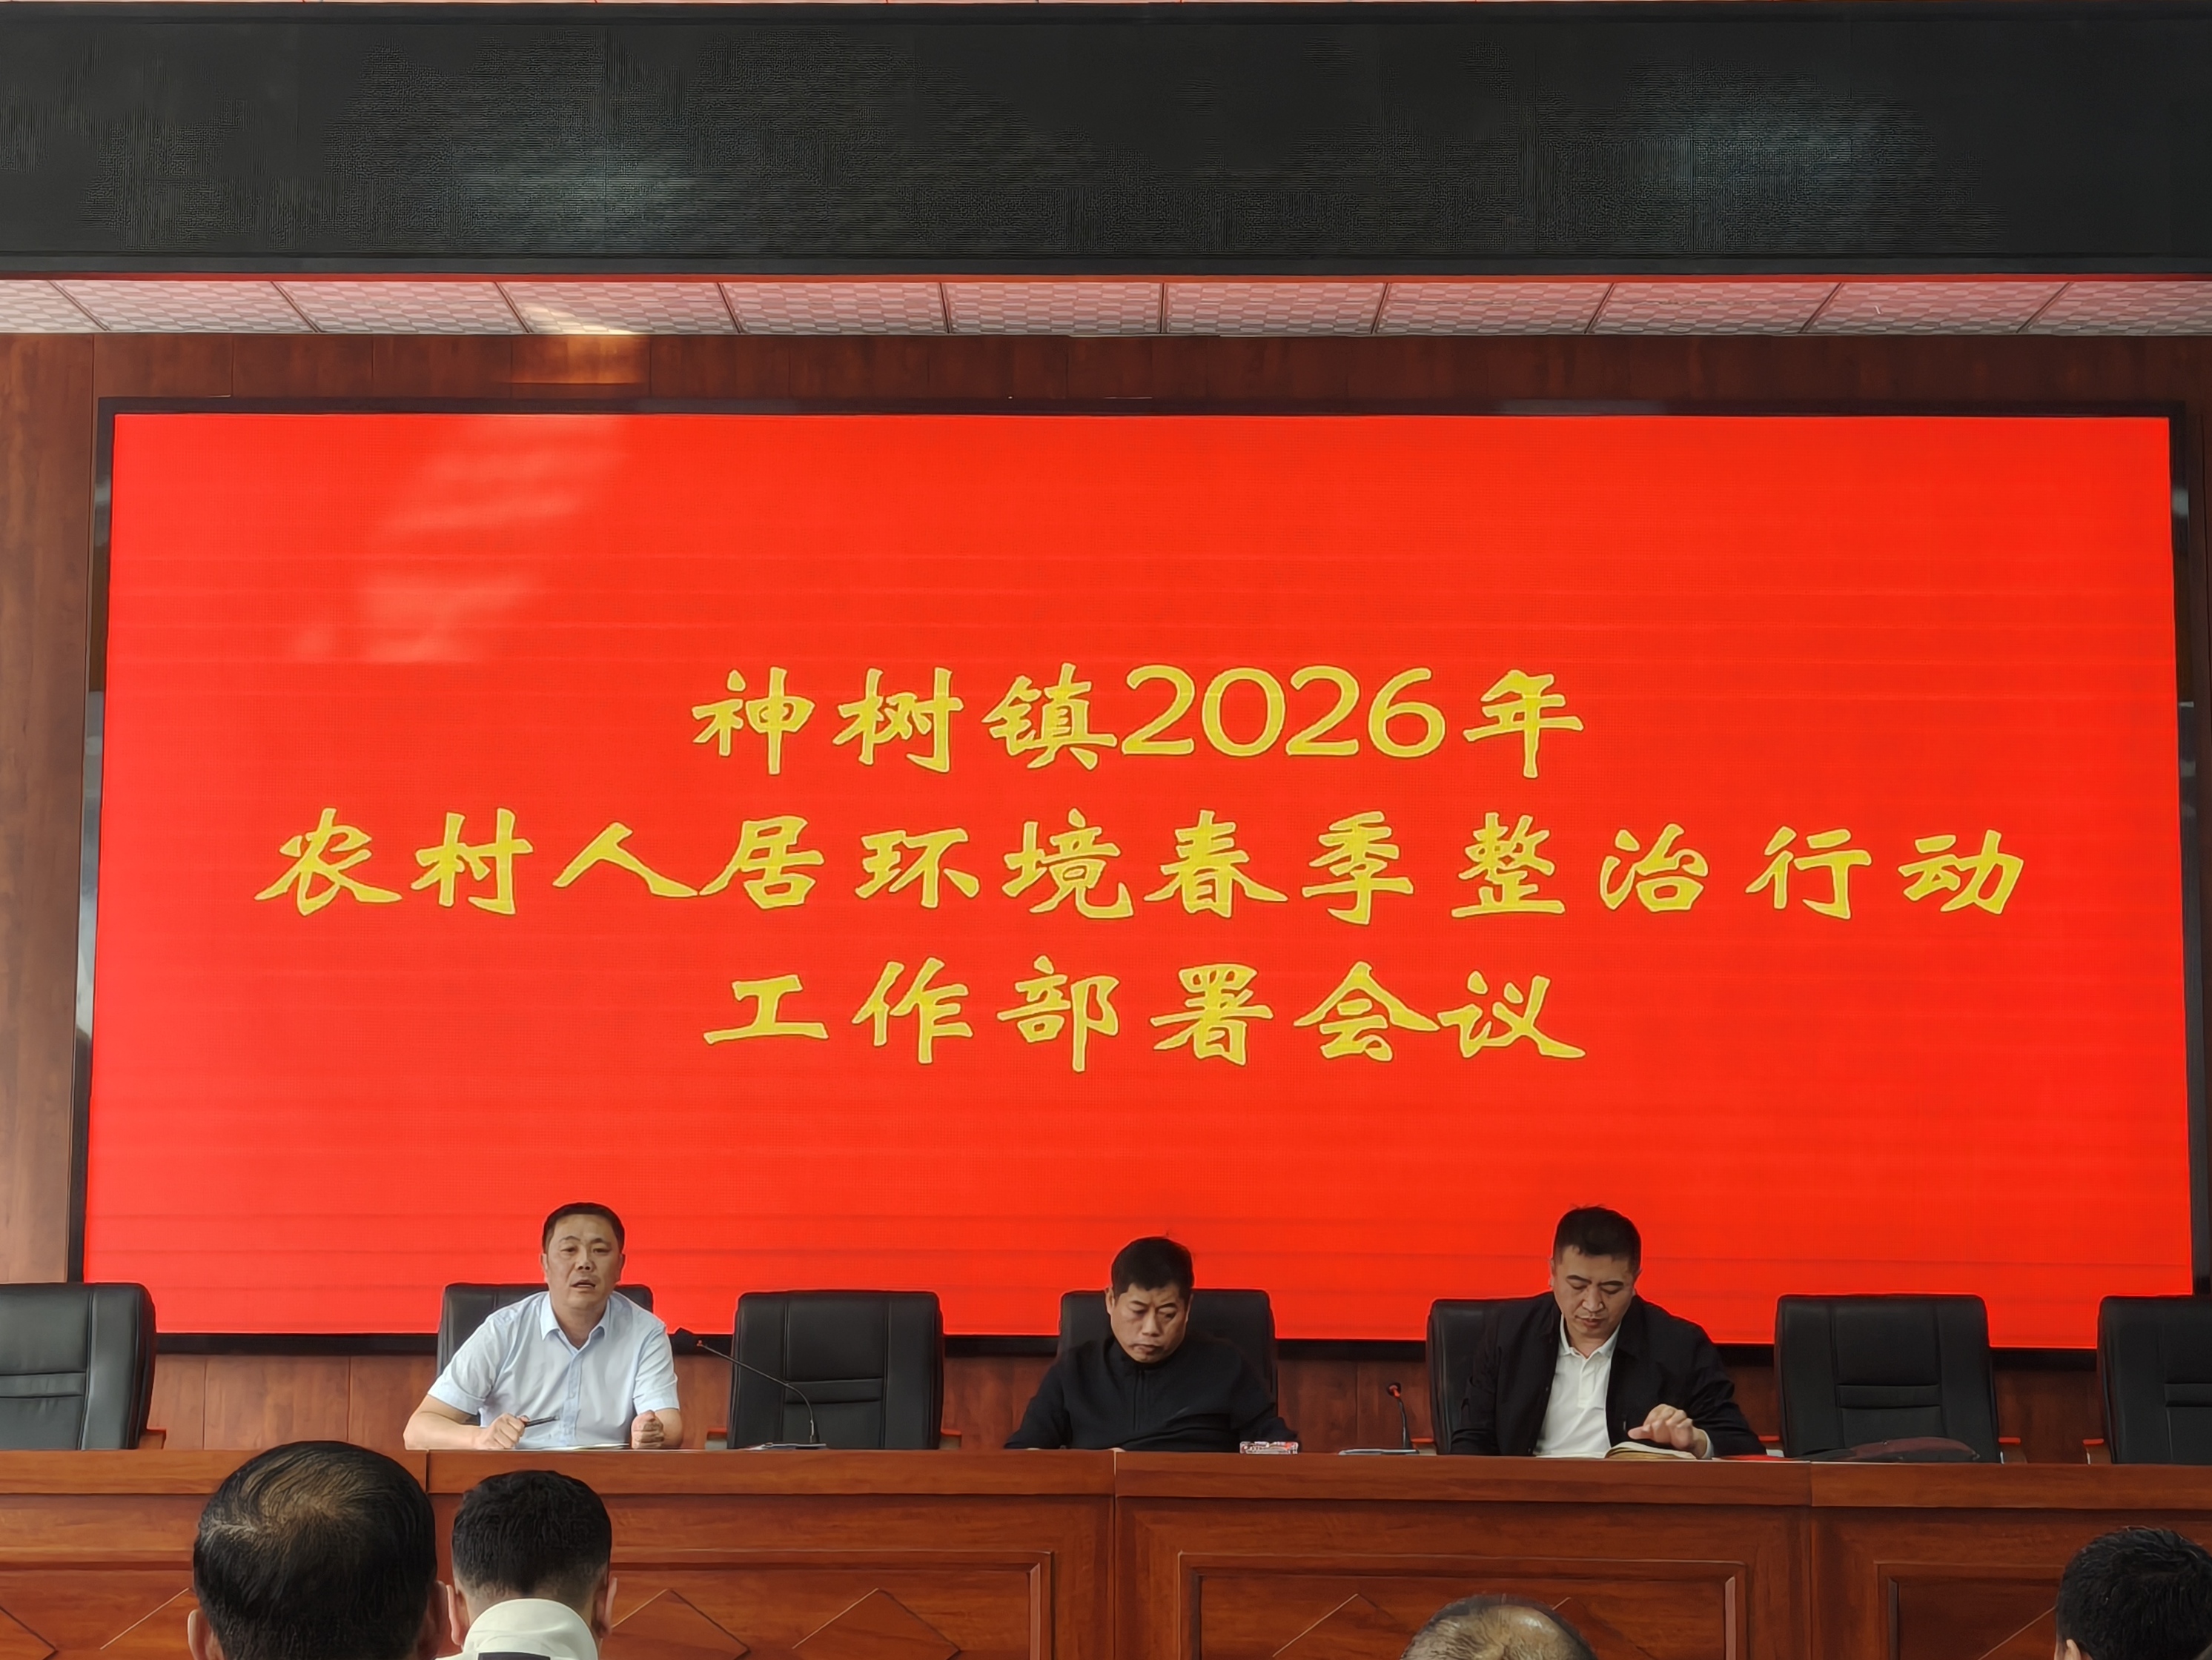 神树镇2026年
农村人居环境春季整治行动
工作部署会议